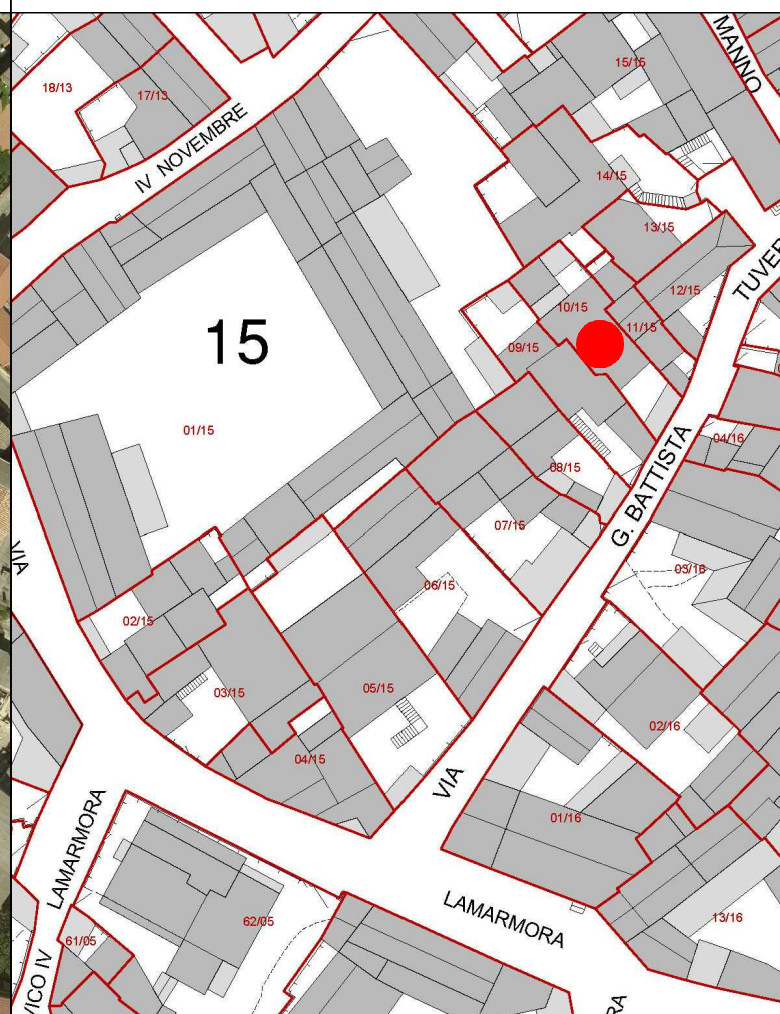 MANNO
15/15
18/13
17/13
IV NOVEMBRE
14/15
13/15
TUVER
12/15
10/15
11/15
09/15
15
01/15
04/16
08/15
G. BATTISTA
07/15
VIA
03/16
06/15
02/15
03/15
05/15
02/16
04/15
VIA
01/16
LAMARMORA
LAMARMORA
13/16
62/05
61/05
VICO IV
RA